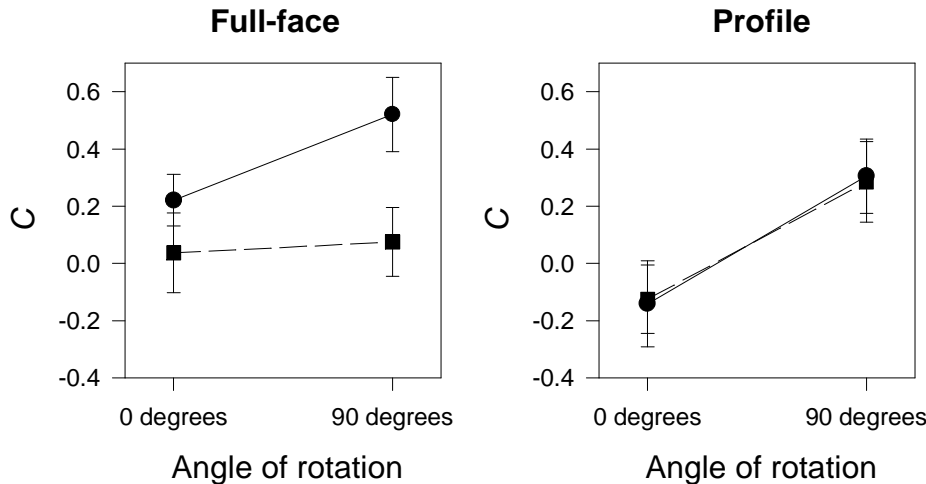 Full-face
Profile
0.6
0.4
0.2
0.0
-0.2
-0.4
C
0 degrees
90 degrees
Angle of rotation
0.6
0.4
0.2
0.0
-0.2
-0.4
C
0 degrees
90 degrees
Angle of rotation